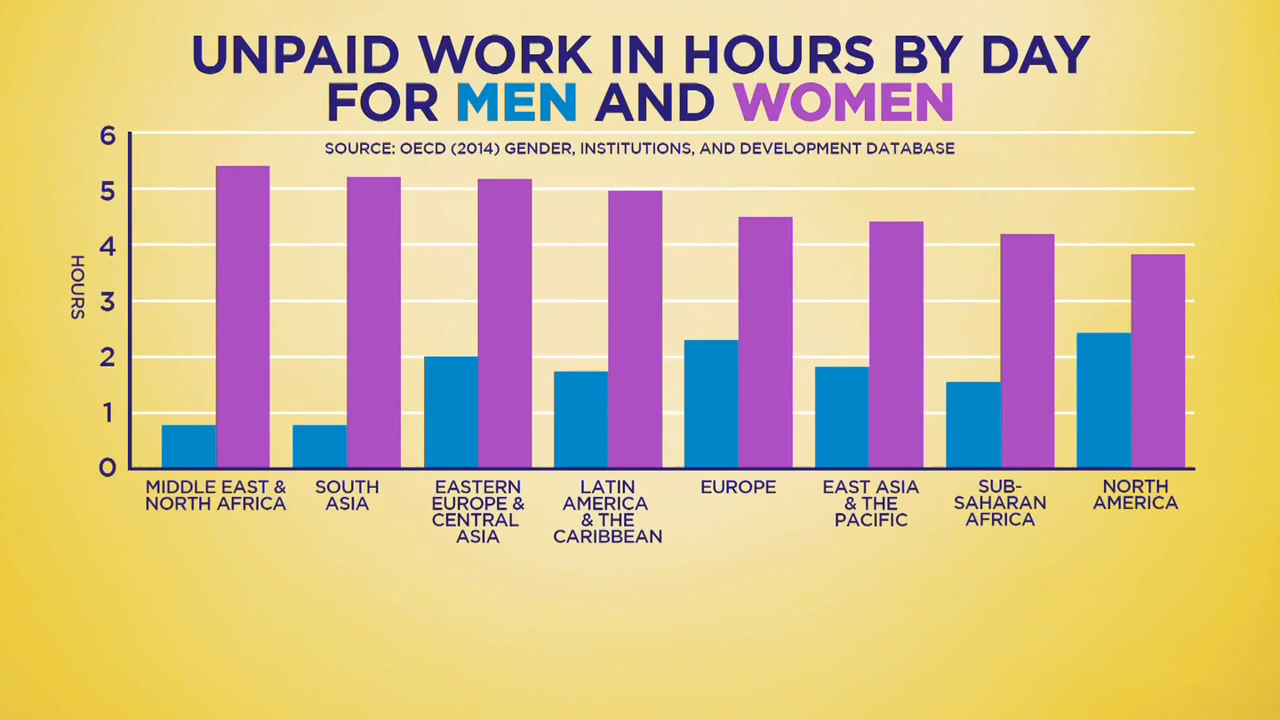 UNPAID WORK IN HOURS BY DAY
FOR MEN AND WOMEN
SOURCE: OECD (2014) GENDER, INSTITUTIONS, AND DEVELOPMENT DATABASE
6
5
4
3
2
1
0
HOURS
MIDDLE EAST &
NORTH AFRICA
SOUTH
ASIA
EASTERN
EUROPE &
CENTRAL
ASIA
LATIN
AMERICA
& THE
CARIBBEAN
EUROPE
EAST ASIA
& THE
PACIFIC
SUB-
SAHARAN
AFRICA
NORTH
AMERICA